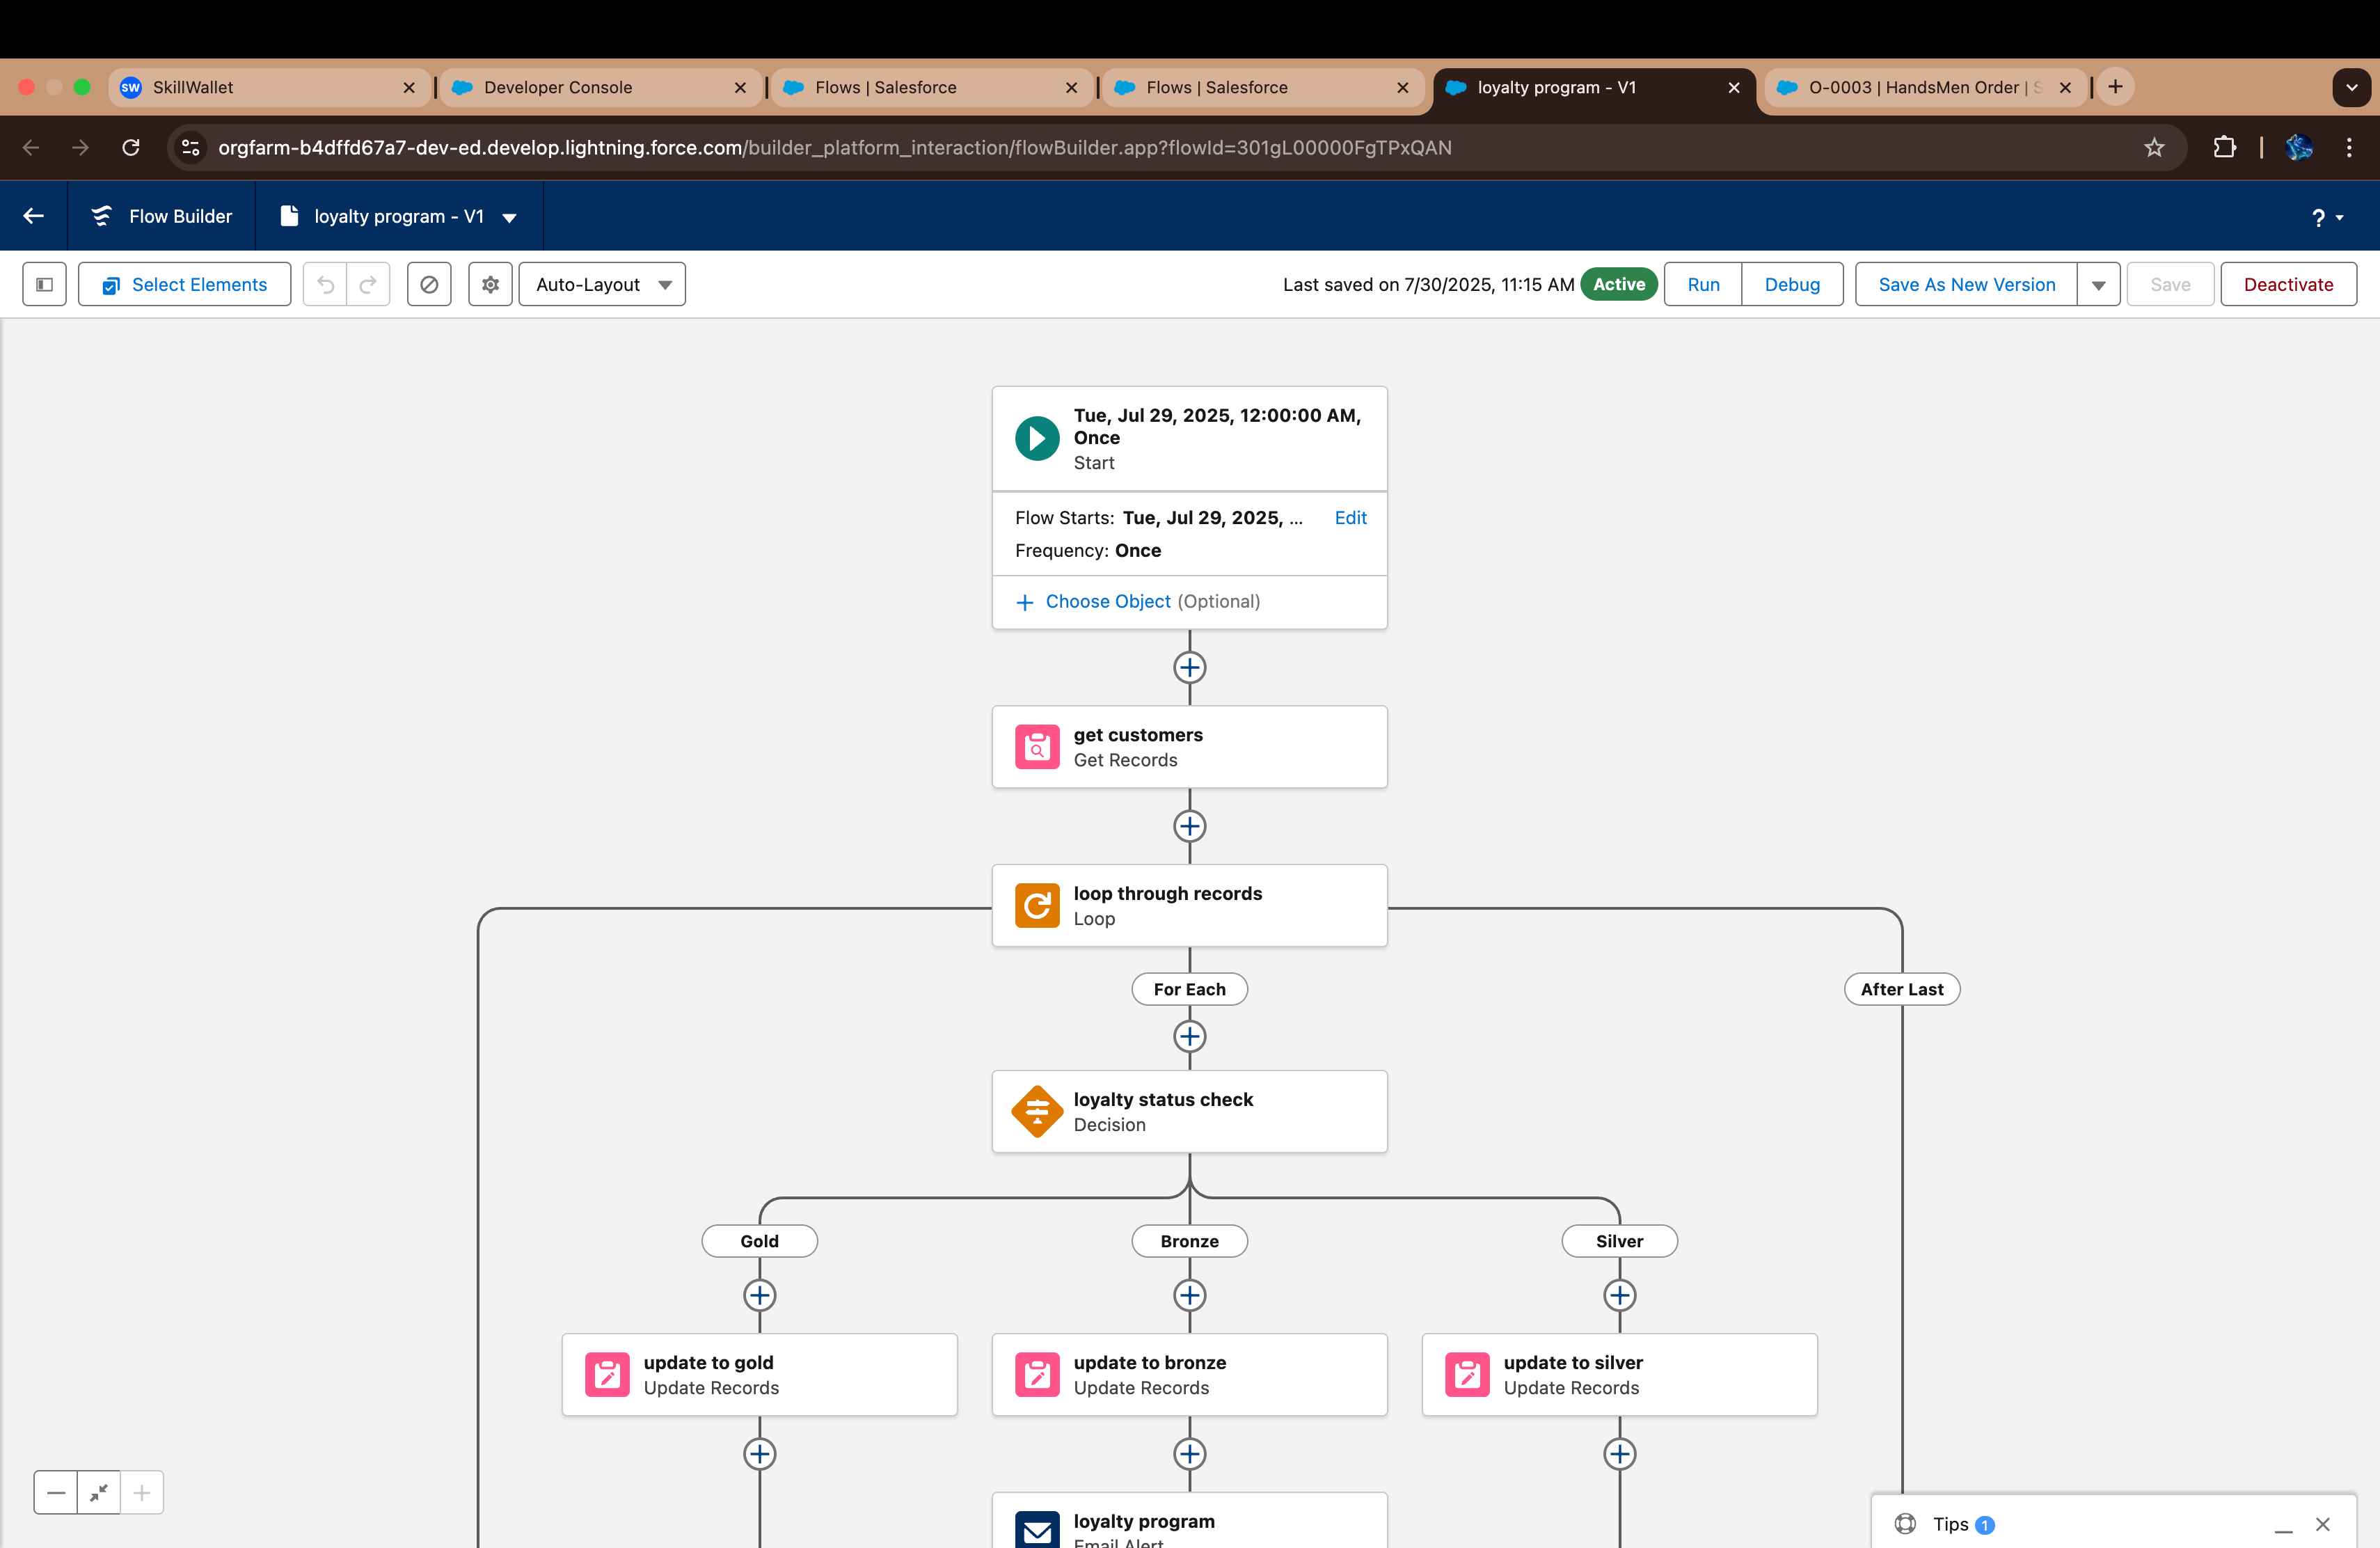 SW SkillWallet
Developer Console
Flows | Salesforce
Flows | Salesforce
loyalty program - V1
O-0003 | HandsMen Order | S
orgfarm-b4dffd67a7-dev-ed.develop.lightning.force.com/builder_platform_interaction/flowBuilder.app?flowId=301gL00000FgTPxQAN
Flow Builder
loyalty program - V1
?
Select Elements
Auto-Layout
Last saved on 7/30/2025, 11:15 AM
Active
Run
Debug
Save As New Version
Save
Deactivate
Tue, Jul 29, 2025, 12:00:00 AM,
Once
Start
Flow Starts: Tue, Jul 29, 2025, ... Edit
Frequency: Once
+ Choose Object (Optional)
get customers
Get Records
loop through records
Loop
For Each
After Last
loyalty status check
Decision
Gold
Bronze
Silver
update to gold
Update Records
update to bronze
Update Records
update to silver
Update Records
loyalty program
Email Alert
Tips 1